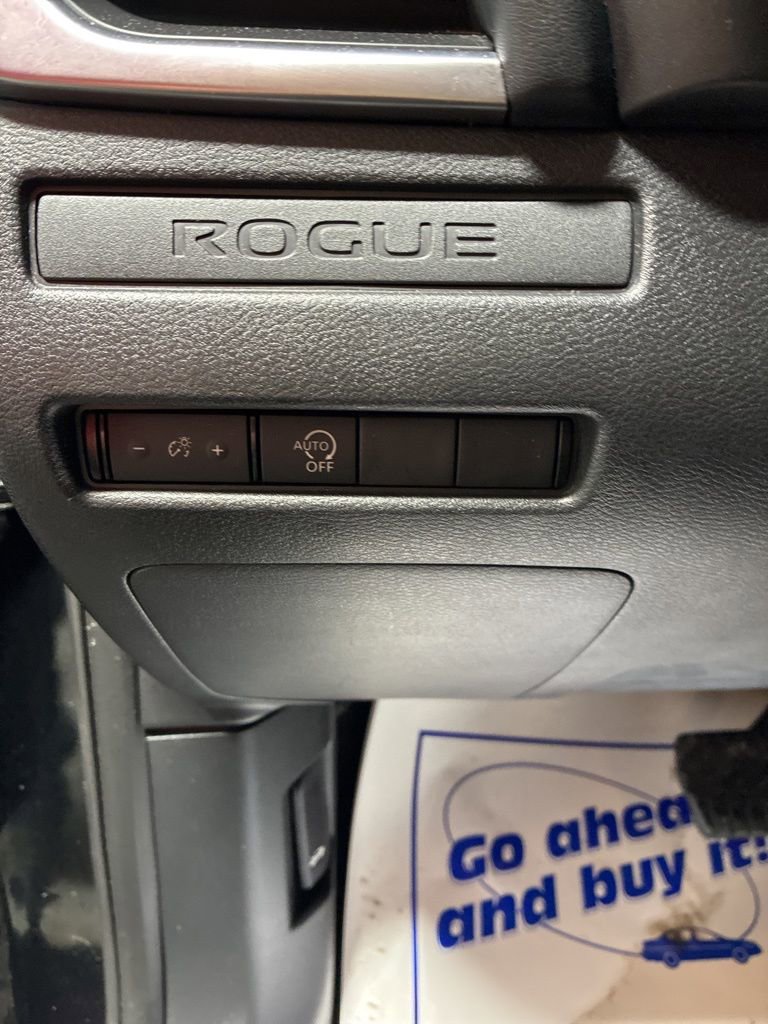 ROGUE
- +
AUTO
OFF
Go ahea
and buy it!